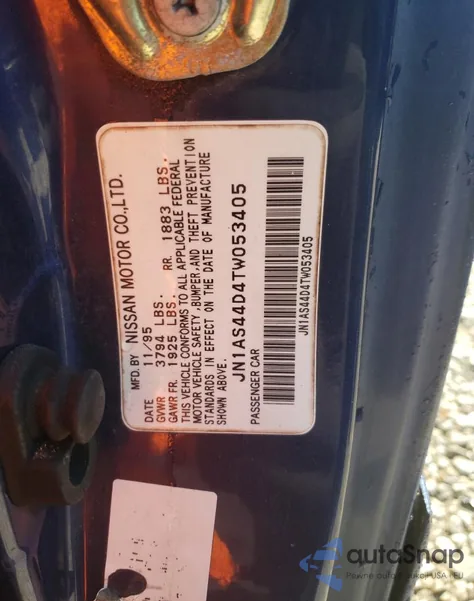 MFD. BY NISSAN MOTOR CO.,LTD.
DATE 11/95
GVWR 3794 LBS.
GAWR FR. 1925 LBS. RR. 1883 LBS.
THIS VEHICLE CONFORMS TO ALL APPLICABLE FEDERAL
MOTOR VEHICLE SAFETY ,BUMPER,AND THEFT PREVENTION
STANDARDS IN EFFECT ON THE DATE OF MANUFACTURE
SHOWN ABOVE.
JN1AS44D4TW053405
PASSENGER CAR
JN1AS44D4TW053405
autoSnap